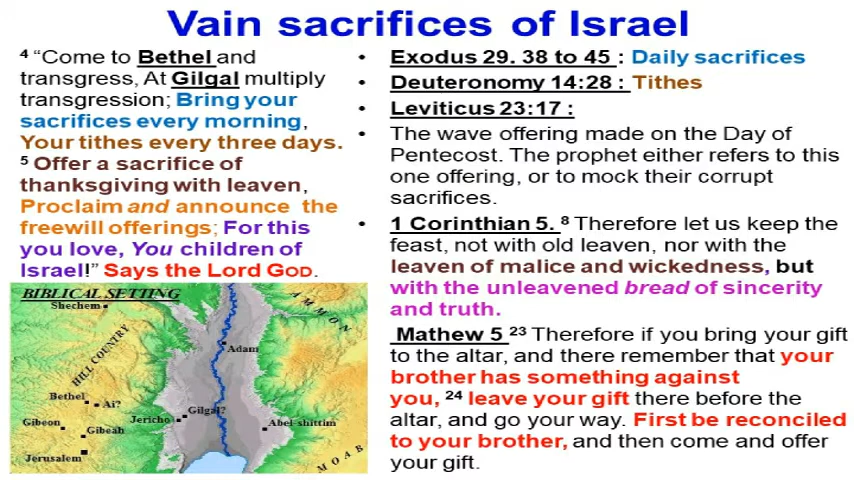 Vain sacrifices of Israel
4 “Come to Bethel and
transgress, At Gilgal multiply
transgression; Bring your
sacrifices every morning,
Your tithes every three days.
5 Offer a sacrifice of
thanksgiving with leaven,
Proclaim and announce the
freewill offerings; For this
you love, You children of
Israel!” Says the Lord GOD.
• Exodus 29. 38 to 45 : Daily sacrifices
• Deuteronomy 14:28 : Tithes
• Leviticus 23:17 :
• The wave offering made on the Day of
Pentecost. The prophet either refers to this
one offering, or to mock their corrupt
sacrifices.
• 1 Corinthian 5. 8 Therefore let us keep the
feast, not with old leaven, nor with the
leaven of malice and wickedness, but
with the unleavened bread of sincerity
and truth.
Mathew 5 23 Therefore if you bring your gift
to the altar, and there remember that your
brother has something against
you, 24 leave your gift there before the
altar, and go your way. First be reconciled
to your brother, and then come and offer
your gift.
BIBLICAL SETTING
Shechem
AMMON
HILL COUNTRY
Adam
Bethel
Ai?
Jericho
Gilgal?
Gibeon
Gibeah
Abel-shittim
Jerusalem
MOAB